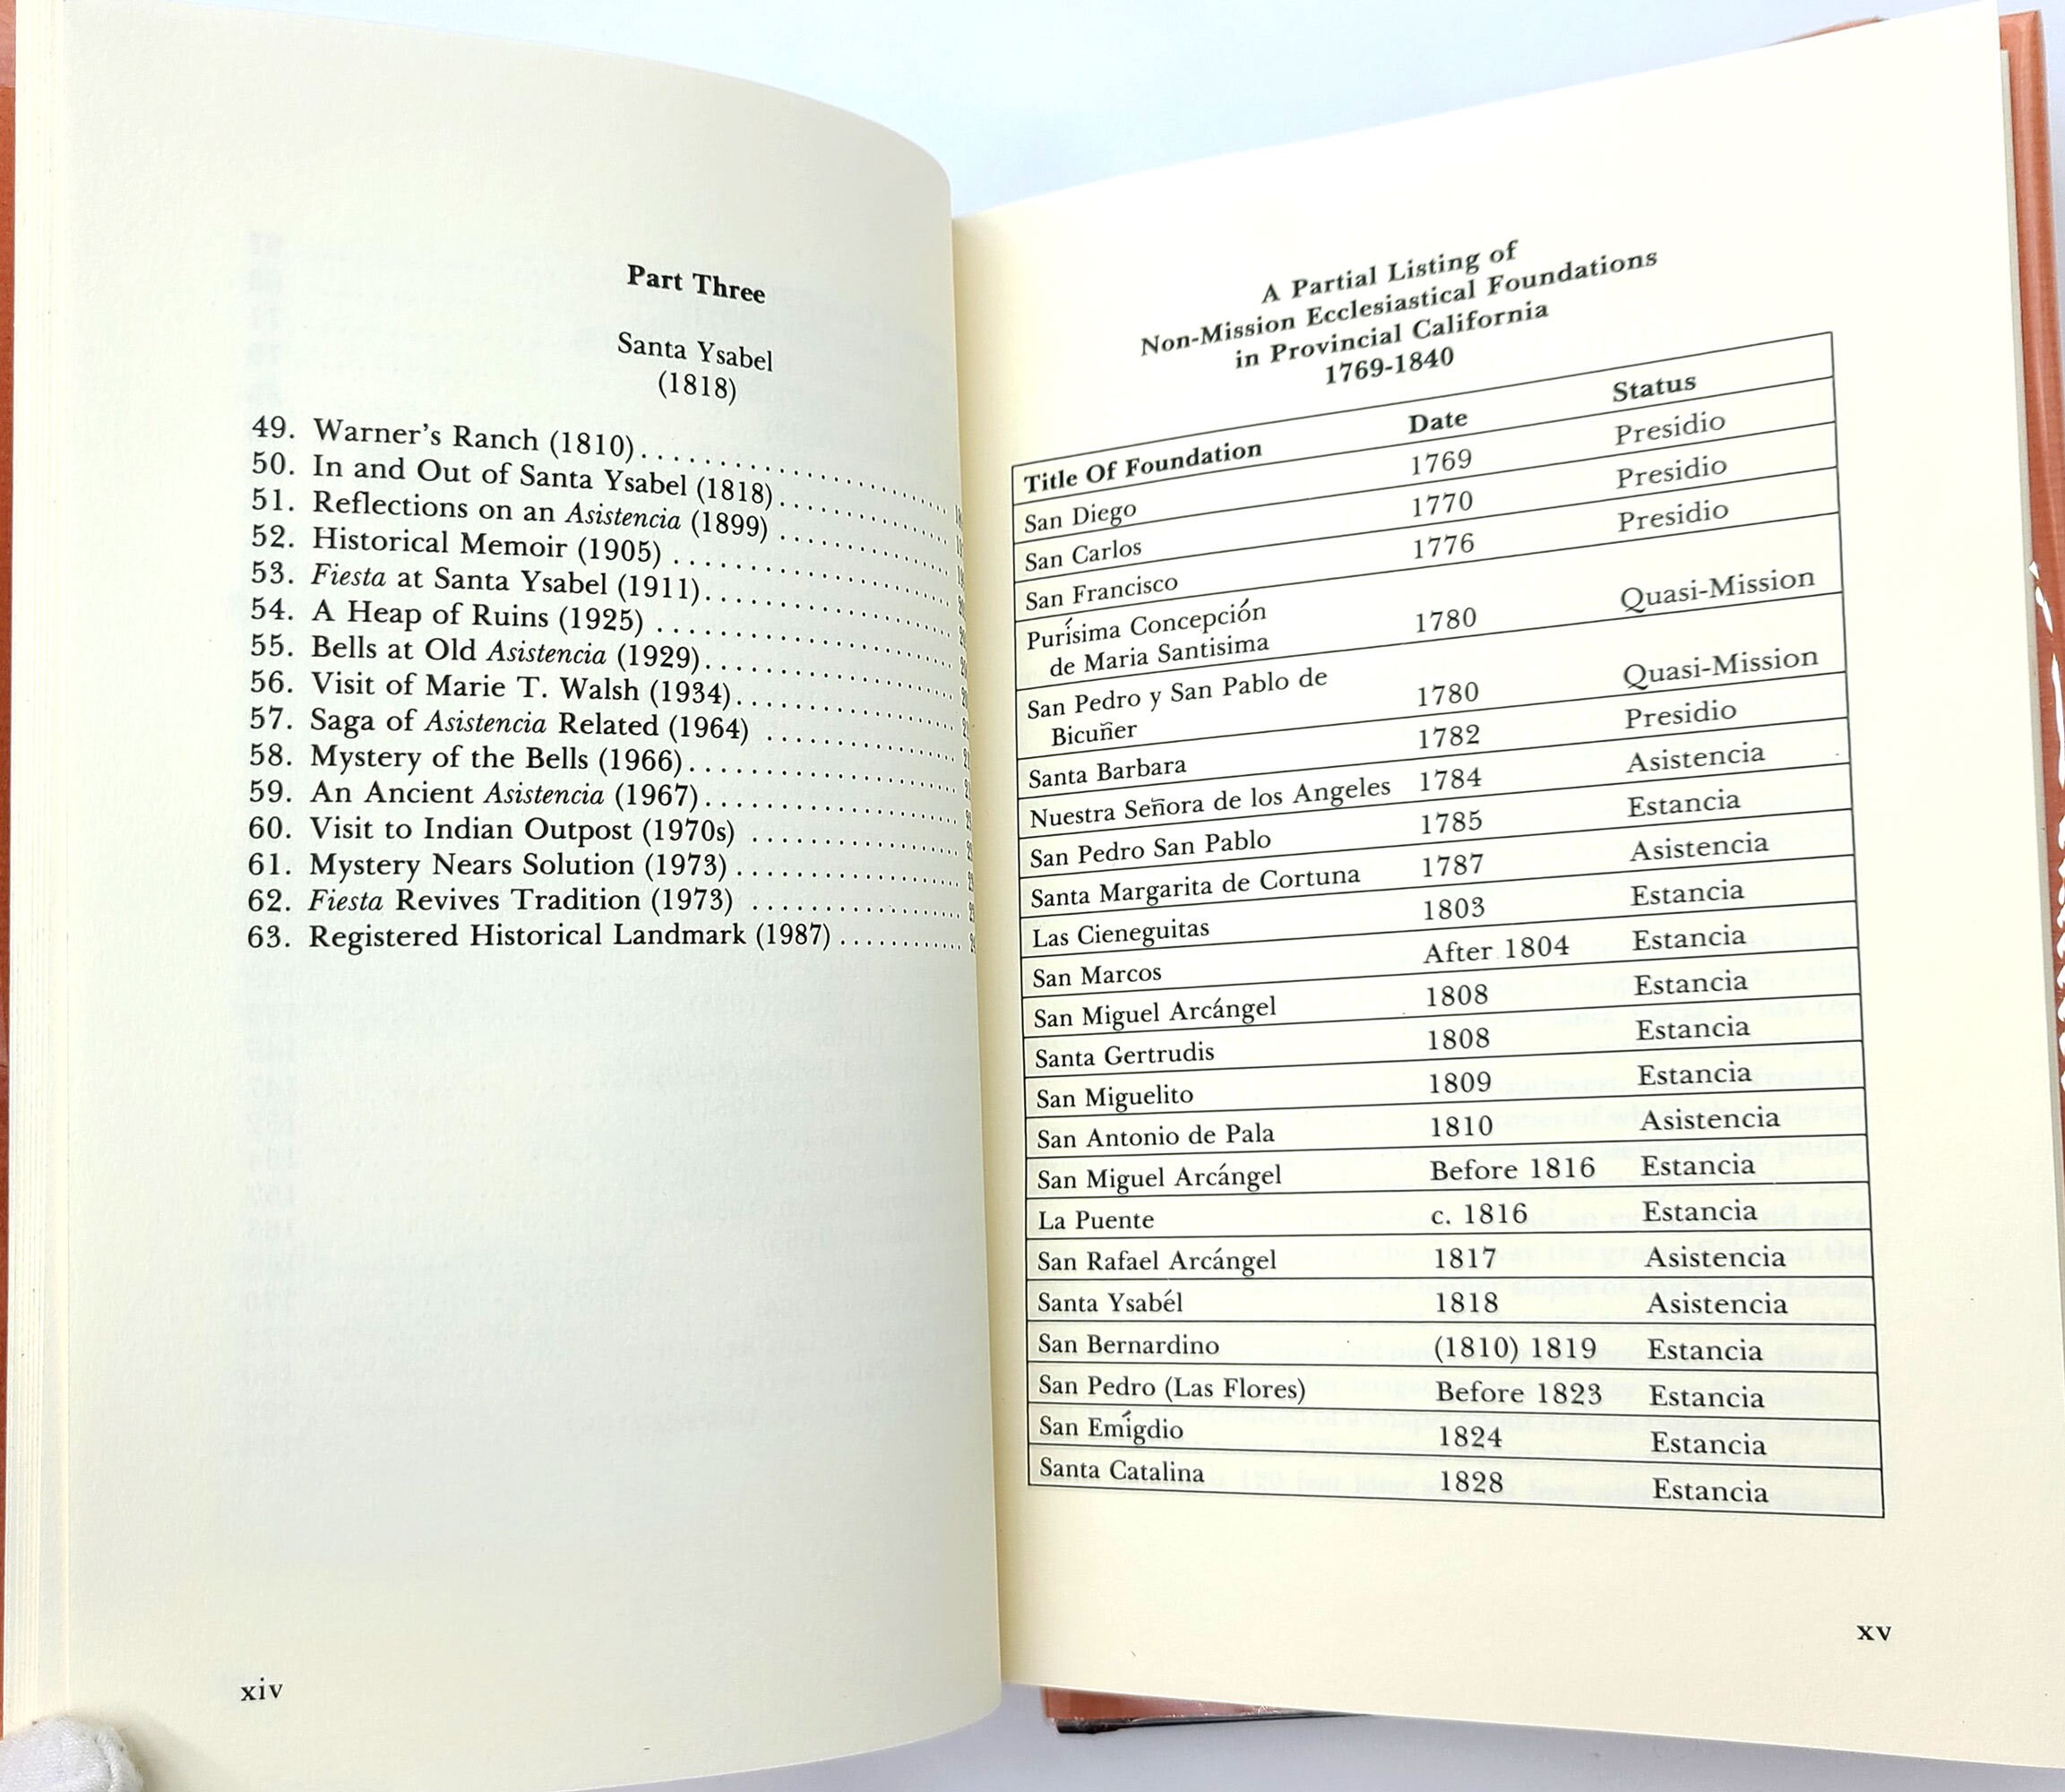 Part Three
Santa Ysabel
(1818)
49. Warner's Ranch (1810)
50. In and Out of Santa Ysabel (1818)
51. Reflections on an Asistencia (1899)
52. Historical Memoir (1905)
53. Fiesta at Santa Ysabel (1911)
54. A Heap of Ruins (1925)
55. Bells at Old Asistencia (1929)
56. Visit of Marie T. Walsh (1934)
57. Saga of Asistencia Related (1964)
58. Mystery of the Bells (1966)
59. An Ancient Asistencia (1967)
60. Visit to Indian Outpost (1970s)
61. Mystery Nears Solution (1973)
62. Fiesta Revives Tradition (1973)
63. Registered Historical Landmark (1987)
xiv
A Partial Listing of
Non-Mission Ecclesiastical Foundations
in Provincial California
1769-1840
Title Of Foundation Date Status
San Diego 1769 Presidio
San Carlos 1770 Presidio
San Francisco 1776 Presidio
Purísima Concepción
de Maria Santisima 1780 Quasi-Mission
San Pedro y San Pablo de
Bicuñer 1780 Quasi-Mission
Santa Barbara 1782 Presidio
Nuestra Señora de los Angeles 1784 Asistencia
San Pedro San Pablo 1785 Estancia
Santa Margarita de Cortuna 1787 Asistencia
Las Cieneguitas 1803 Estancia
San Marcos After 1804 Estancia
San Miguel Arcángel 1808 Estancia
Santa Gertrudis 1808 Estancia
San Miguelito 1809 Estancia
San Antonio de Pala 1810 Asistencia
San Miguel Arcángel Before 1816 Estancia
La Puente c. 1816 Estancia
San Rafael Arcángel 1817 Asistencia
Santa Ysabél 1818 Asistencia
San Bernardino (1810) 1819 Estancia
San Pedro (Las Flores) Before 1823 Estancia
San Emígdio 1824 Estancia
Santa Catalina 1828 Estancia
xv